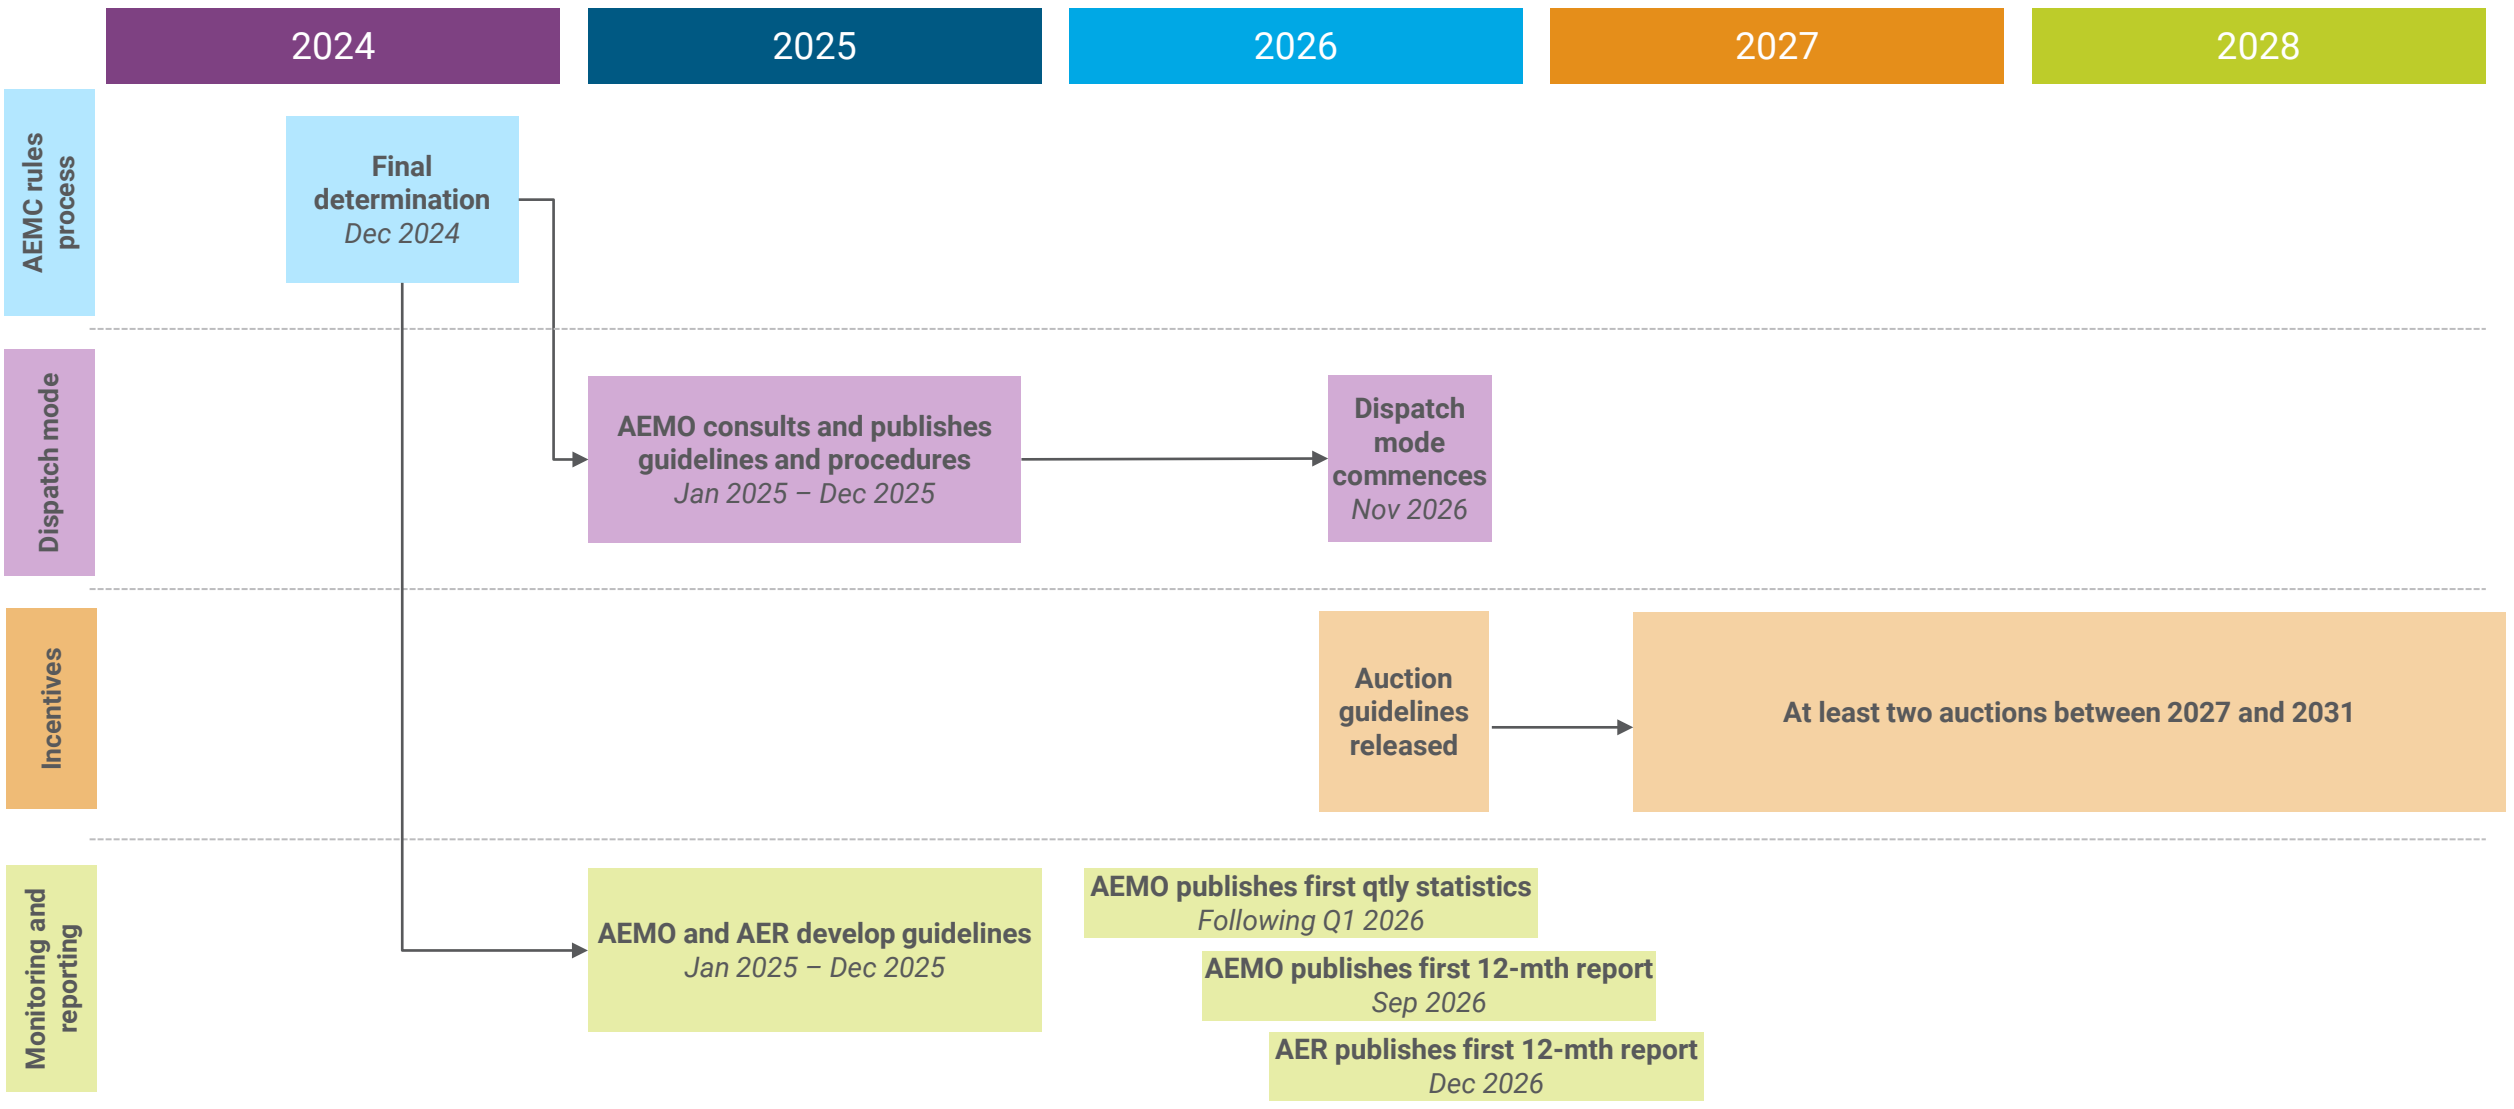 2024
2025
2026
2027
2028
AEMC rules
process
Final
determination
Dec 2024
Dispatch mode
AEMO consults and publishes
guidelines and procedures
Jan 2025 – Dec 2025
Dispatch
mode
commences
Nov 2026
Incentives
Auction
guidelines
released
At least two auctions between 2027 and 2031
Monitoring and
reporting
AEMO and AER develop guidelines
Jan 2025 – Dec 2025
AEMO publishes first qtly statistics
Following Q1 2026
AEMO publishes first 12-mth report
Sep 2026
AER publishes first 12-mth report
Dec 2026